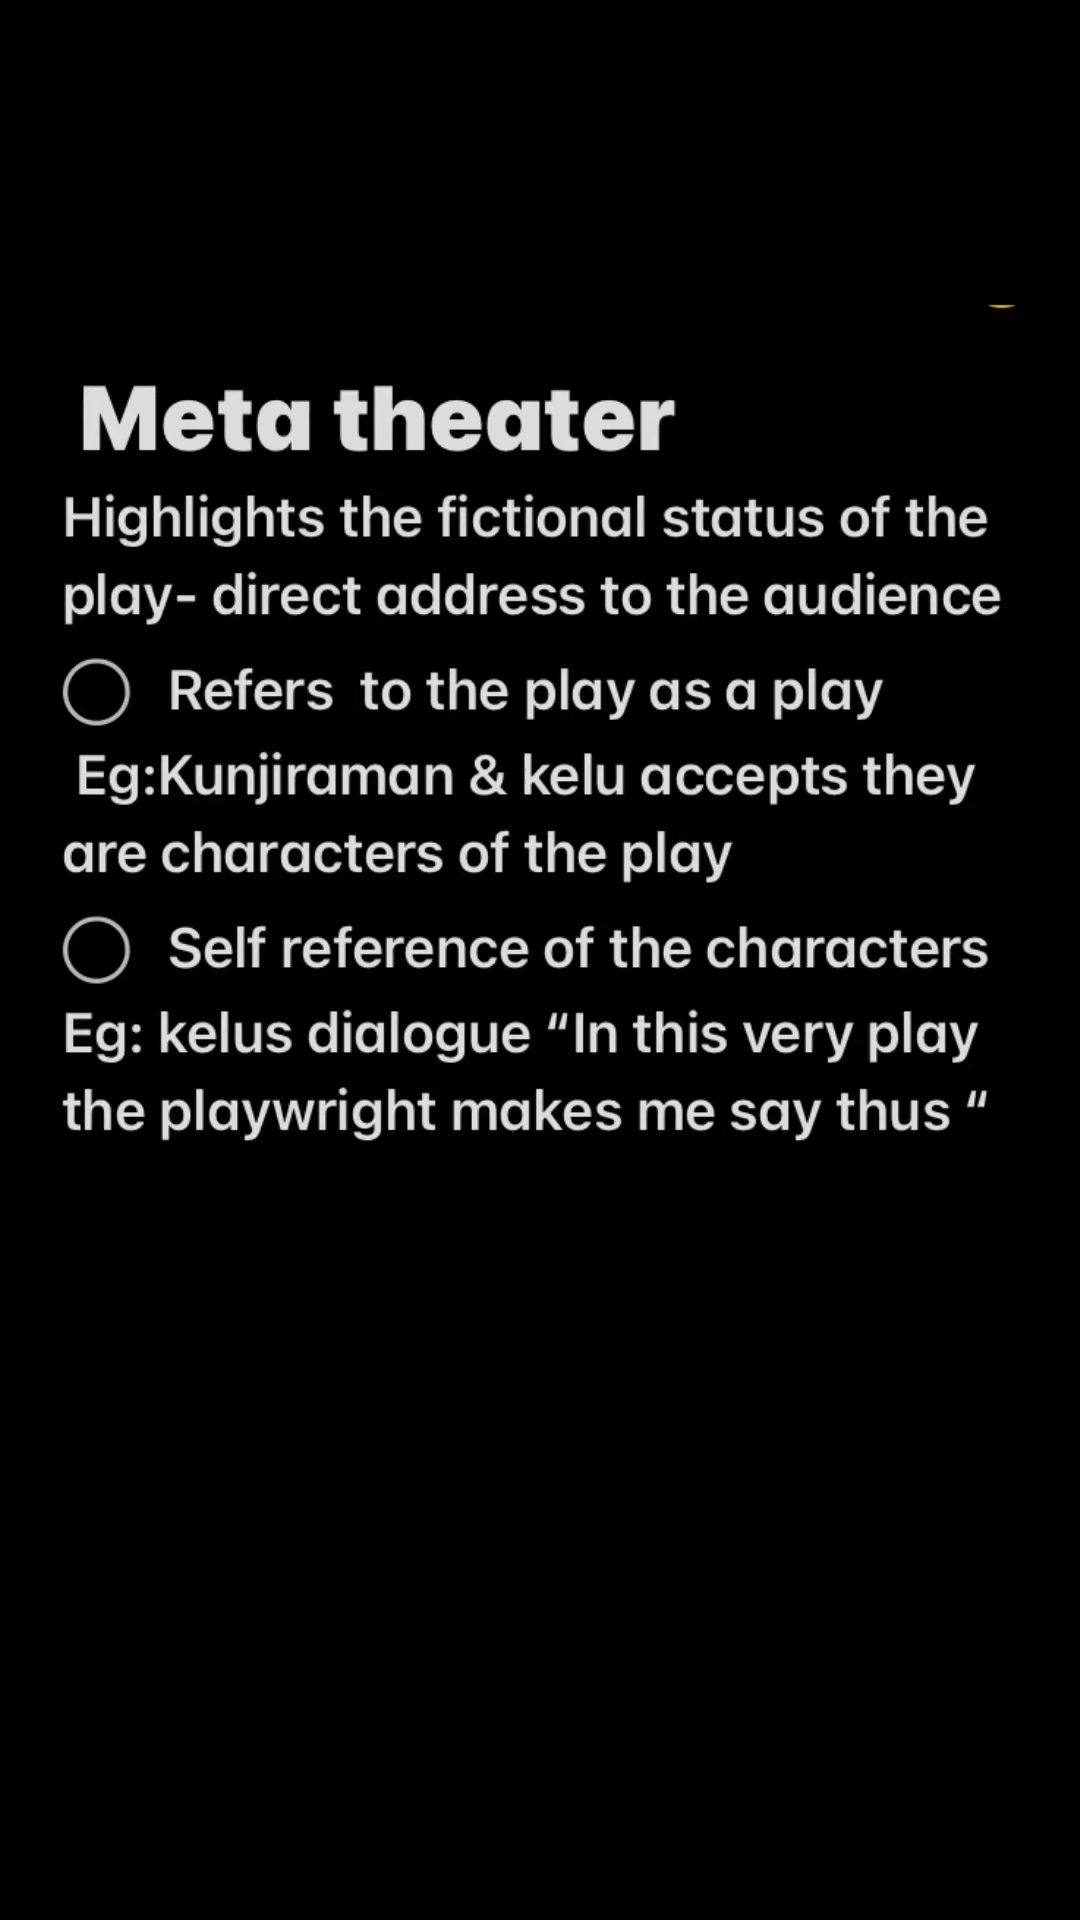 Meta theater
Highlights the fictional status of the
play- direct address to the audience
Refers  to the play as a play
Eg:Kunjiraman & kelu accepts they
are characters of the play
Self reference of the characters
Eg: kelus dialogue “In this very play
the playwright makes me say thus “